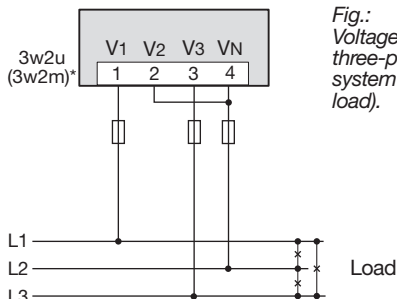 V1 V2 V3 VN
3w2u
(3w2m)*
1 2 3 4
Fig.:
Voltage
three-p
system
load).
L1
L2
L3
Load